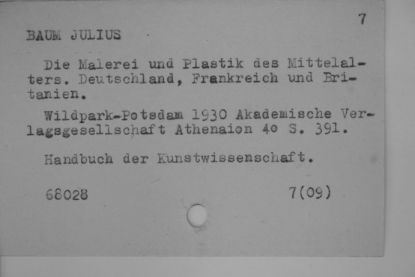 7
BAUM JULIUS
Die Malerei und Plastik des Mittelal-
ters. Deutschland, Frankreich und Bri-
tanien.
Wildpark-Potsdam 1930 Akademische Ver-
lagsgesellschaft Athenaion 4o S. 391.
Handbuch der Kunstwissenschaft.
68028 7(09)